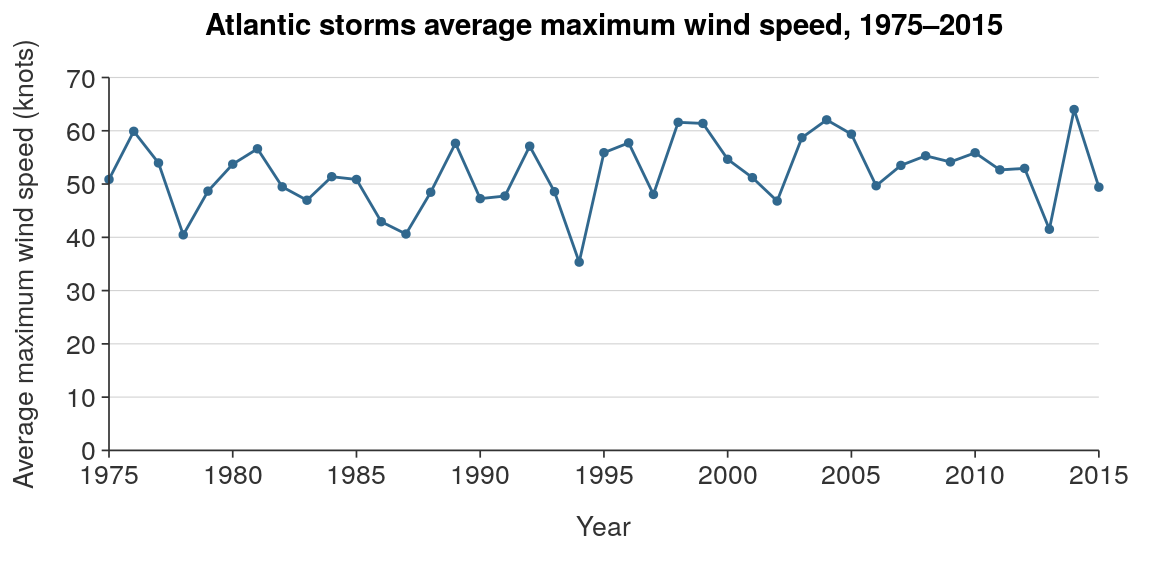 Atlantic storms average maximum wind speed, 1975–2015
Average maximum wind speed (knots)
70
60
50
40
30
20
10
0
1975 1980 1985 1990 1995 2000 2005 2010 2015
Year